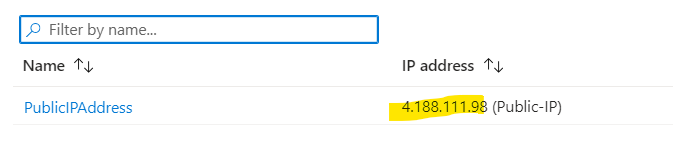 Filter by name...
Name ↑↓ IP address ↑↓
PublicIPAddress 4.188.111.98 (Public-IP)